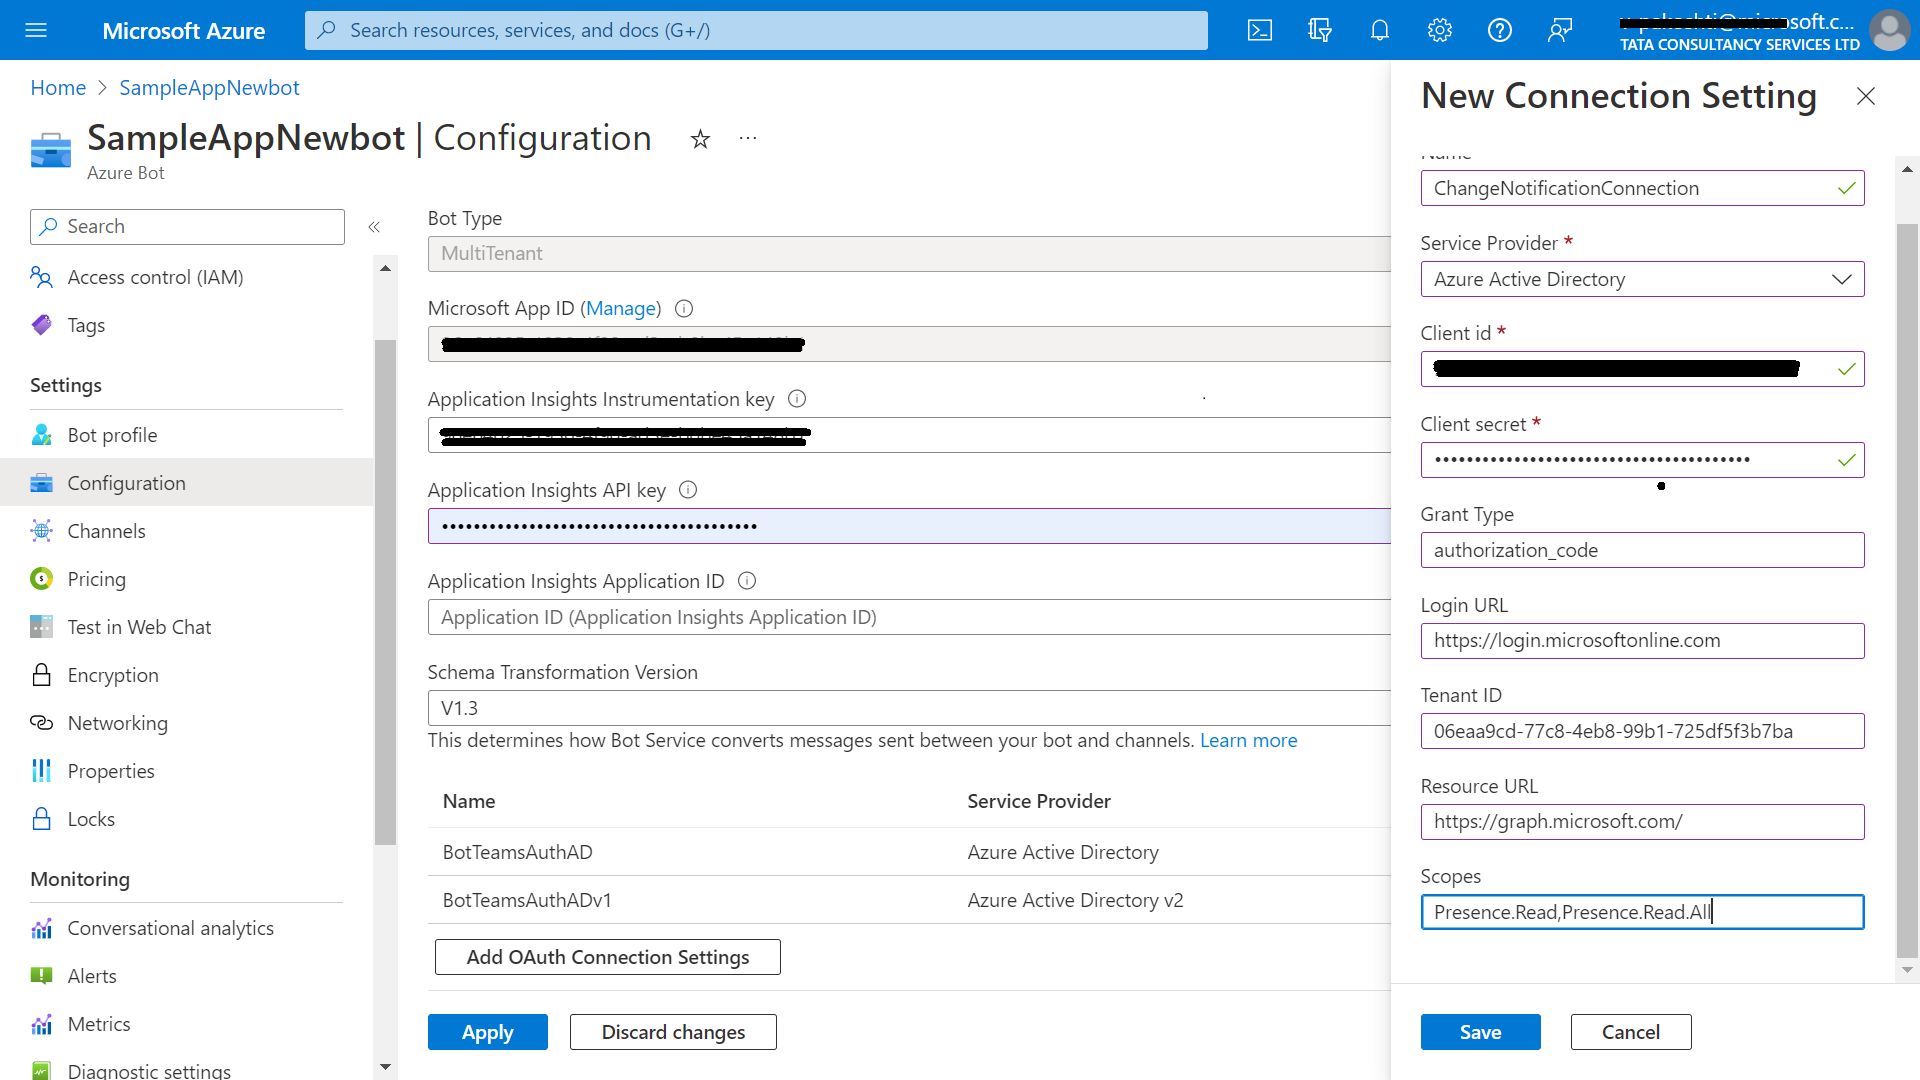 Microsoft Azure
Search resources, services, and docs (G+/)
TATA CONSULTANCY SERVICES LTD
Home > SampleAppNewbot
SampleAppNewbot | Configuration
Azure Bot
Search
Access control (IAM)
Tags
Settings
Bot profile
Configuration
Channels
Pricing
Test in Web Chat
Encryption
Networking
Properties
Locks
Monitoring
Conversational analytics
Alerts
Metrics
Diagnostic settings
Bot Type
MultiTenant
Microsoft App ID (Manage)
Application Insights Instrumentation key
Application Insights API key
Application Insights Application ID
Application ID (Application Insights Application ID)
Schema Transformation Version
V1.3
This determines how Bot Service converts messages sent between your bot and channels. Learn more
Name Service Provider
BotTeamsAuthAD Azure Active Directory
BotTeamsAuthADv1 Azure Active Directory v2
Add OAuth Connection Settings
Apply Discard changes
New Connection Setting
Name
ChangeNotificationConnection
Service Provider *
Azure Active Directory
Client id *
Client secret *
Grant Type
authorization_code
Login URL
https://login.microsoftonline.com
Tenant ID
06eaa9cd-77c8-4eb8-99b1-725df5f3b7ba
Resource URL
https://graph.microsoft.com/
Scopes
Presence.Read,Presence.Read.All
Save Cancel